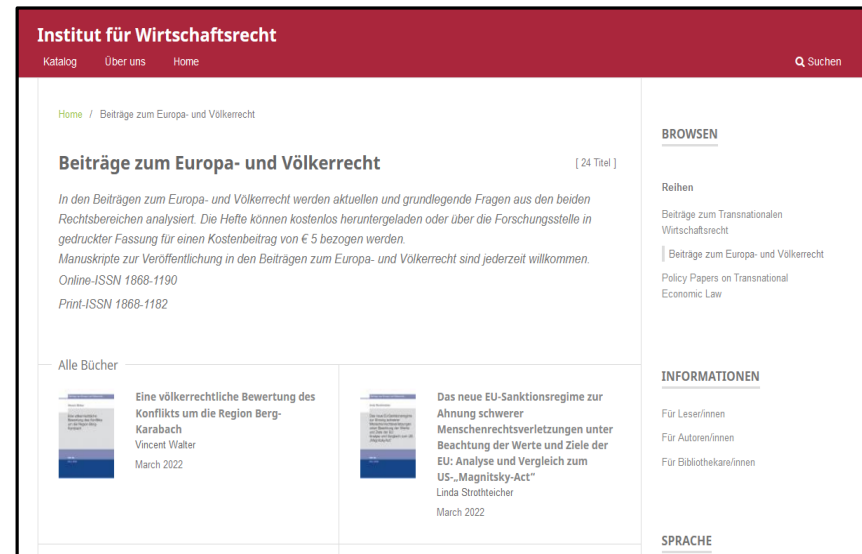 Institut für Wirtschaftsrecht
Katalog Über uns Home
Suchen
Home / Beiträge zum Europa- und Völkerrecht
Beiträge zum Europa- und Völkerrecht
[ 24 Titel ]
In den Beiträgen zum Europa- und Völkerrecht werden aktuellen und grundlegende Fragen aus den beiden
Rechtsbereichen analysiert. Die Hefte können kostenlos heruntergeladen oder über die Forschungsstelle in
gedruckter Fassung für einen Kostenbeitrag von € 5 bezogen werden.
Manuskripte zur Veröffentlichung in den Beiträgen zum Europa- und Völkerrecht sind jederzeit willkommen.
Online-ISSN 1868-1190
Print-ISSN 1868-1182
Alle Bücher
Eine völkerrechtliche Bewertung des
Konflikts um die Region Berg-
Karabach
Vincent Walter
March 2022
Das neue EU-Sanktionsregime zur
Ahnung schwerer
Menschenrechtsverletzungen unter
Beachtung der Werte und Ziele der
EU: Analyse und Vergleich zum
US-„Magnitsky-Act“
Linda Strothteicher
March 2022
BROWSEN
Reihen
Beiträge zum Transnationalen
Wirtschaftsrecht
Beiträge zum Europa- und Völkerrecht
Policy Papers on Transnational
Economic Law
INFORMATIONEN
Für Leser/innen
Für Autoren/innen
Für Bibliothekare/innen
SPRACHE